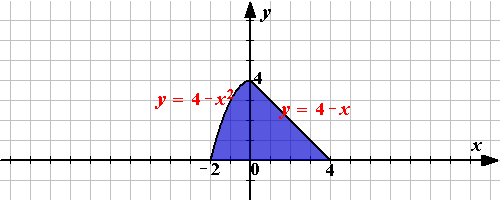 y
4
y = 4 - x²
y = 4 - x
x
-2
0
4